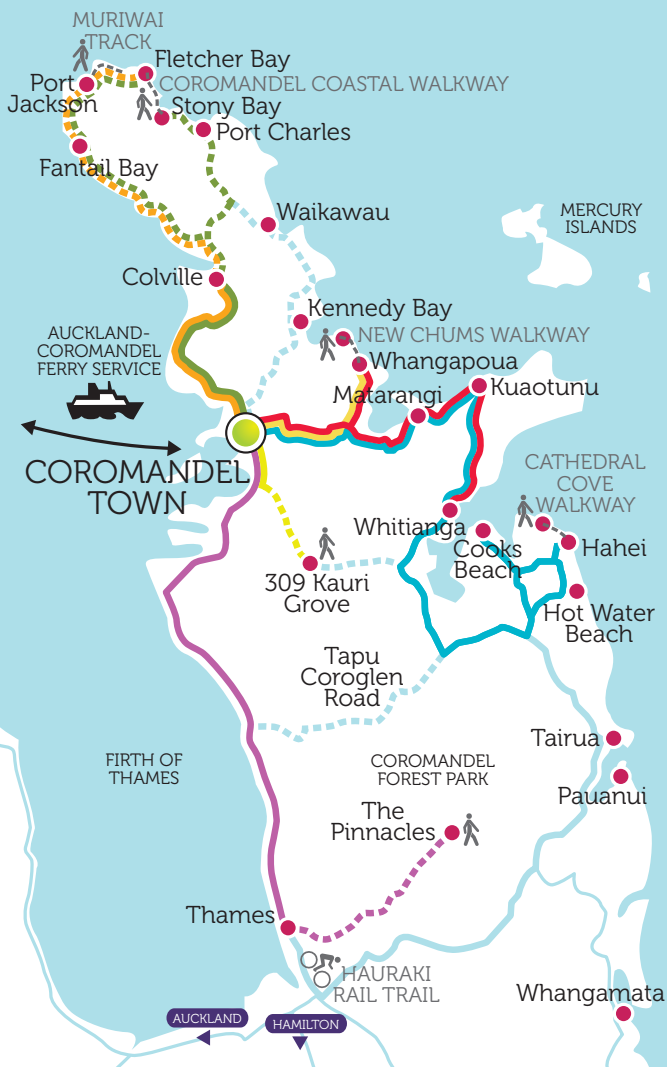 MURIWAI
TRACK
Fletcher Bay
Port
Jackson
COROMANDEL COASTAL WALKWAY
Stony Bay
Port Charles
Fantail Bay
Waikawau
MERCURY
ISLANDS
Colville
Kennedy Bay
AUCKLAND-
COROMANDEL
FERRY SERVICE
NEW CHUMS WALKWAY
Whangapoua
Matarangi
Kuaotunu
COROMANDEL
TOWN
CATHEDRAL
COVE
WALKWAY
Whitianga
Cooks
Beach
Hahei
309 Kauri
Grove
Hot Water
Beach
Tapu
Coroglen
Road
Tairua
FIRTH OF
THAMES
COROMANDEL
FOREST PARK
Pauanui
The
Pinnacles
Thames
HAURAKI
RAIL TRAIL
Whangamata
AUCKLAND
HAMILTON